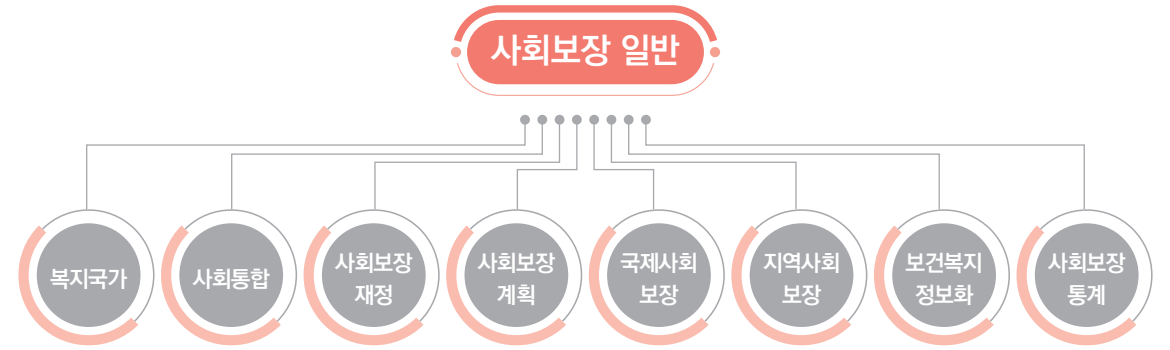 사회보장 일반
복지국가
사회통합
사회보장
재정
사회보장
계획
국제사회
보장
지역사회
보장
보건복지
정보화
사회보장
통계